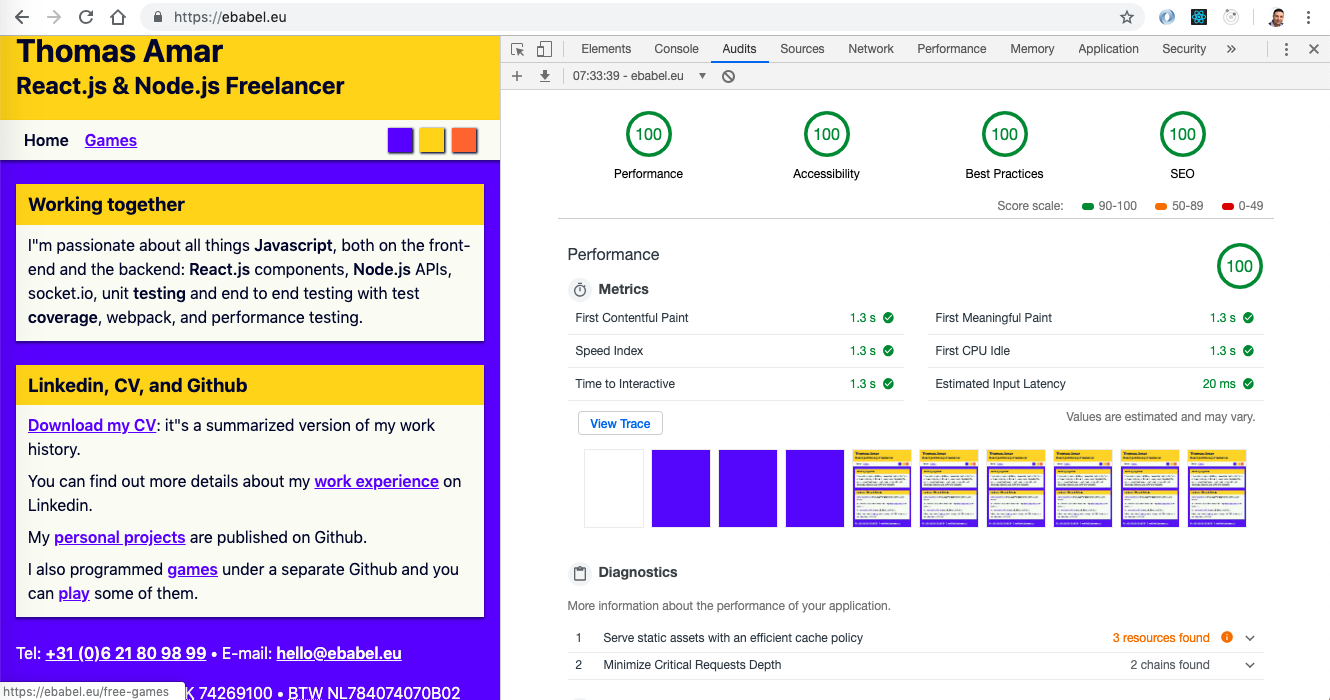 https://ebabel.eu
Thomas Amar
React.js & Node.js Freelancer
Home Games
Working together
I"m passionate about all things Javascript, both on the front-
end and the backend: React.js components, Node.js APIs,
socket.io, unit testing and end to end testing with test
coverage, webpack, and performance testing.
Linkedin, CV, and Github
Download my CV: it"s a summarized version of my work
history.
You can find out more details about my work experience on
Linkedin.
My personal projects are published on Github.
I also programmed games under a separate Github and you
can play some of them.
Tel: +31 (0)6 21 80 98 99 • E-mail: hello@ebabel.eu
https://ebabel.eu/free-games
K 74269100 • BTW NL784074070B02
Elements Console Audits Sources Network Performance Memory Application Security »
07:33:39 - ebabel.eu
100 100 100 100
Performance Accessibility Best Practices SEO
Score scale: 90-100 50-89 0-49
Performance
100
Metrics
First Contentful Paint 1.3 s
First Meaningful Paint 1.3 s
Speed Index 1.3 s
First CPU Idle 1.3 s
Time to Interactive 1.3 s
Estimated Input Latency 20 ms
View Trace
Values are estimated and may vary.
Diagnostics
More information about the performance of your application.
1 Serve static assets with an efficient cache policy 3 resources found
2 Minimize Critical Requests Depth 2 chains found